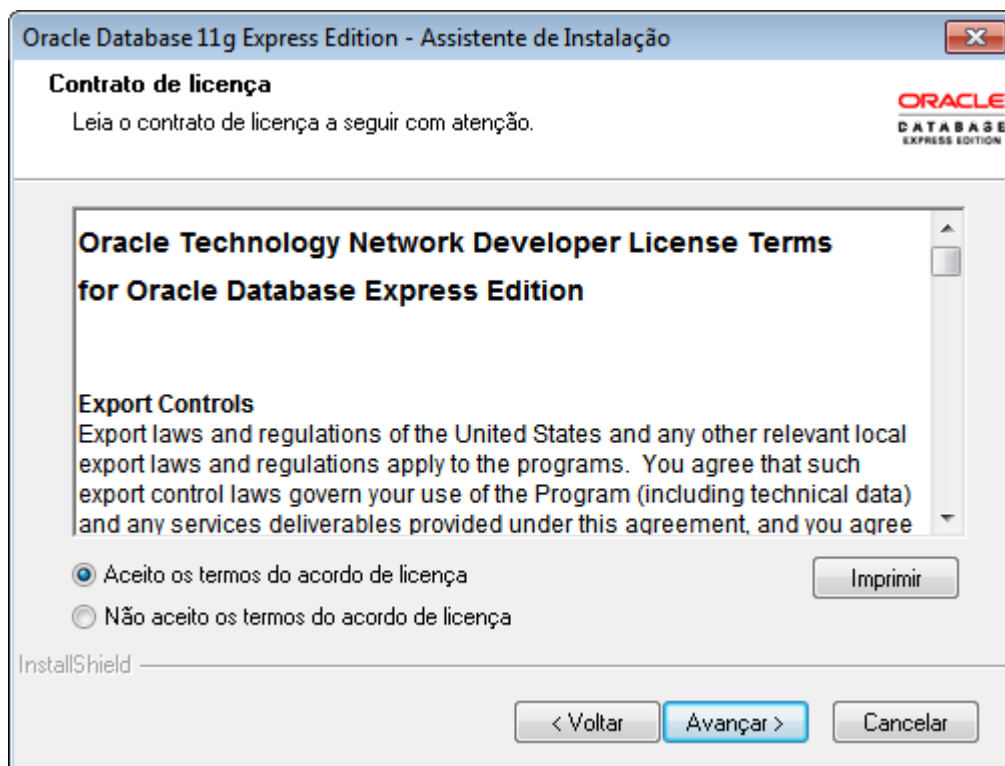 Oracle Database 11g Express Edition - Assistente de Instalação
Contrato de licença
Leia o contrato de licença a seguir com atenção.
ORACLE
DATABASE
EXPRESS EDITION
Oracle Technology Network Developer License Terms
for Oracle Database Express Edition
Export Controls
Export laws and regulations of the United States and any other relevant local
export laws and regulations apply to the programs.  You agree that such
export control laws govern your use of the Program (including technical data)
and any services deliverables provided under this agreement, and you agree
Aceito os termos do acordo de licença
Imprimir
Não aceito os termos do acordo de licença
InstallShield
< Voltar
Avançar >
Cancelar